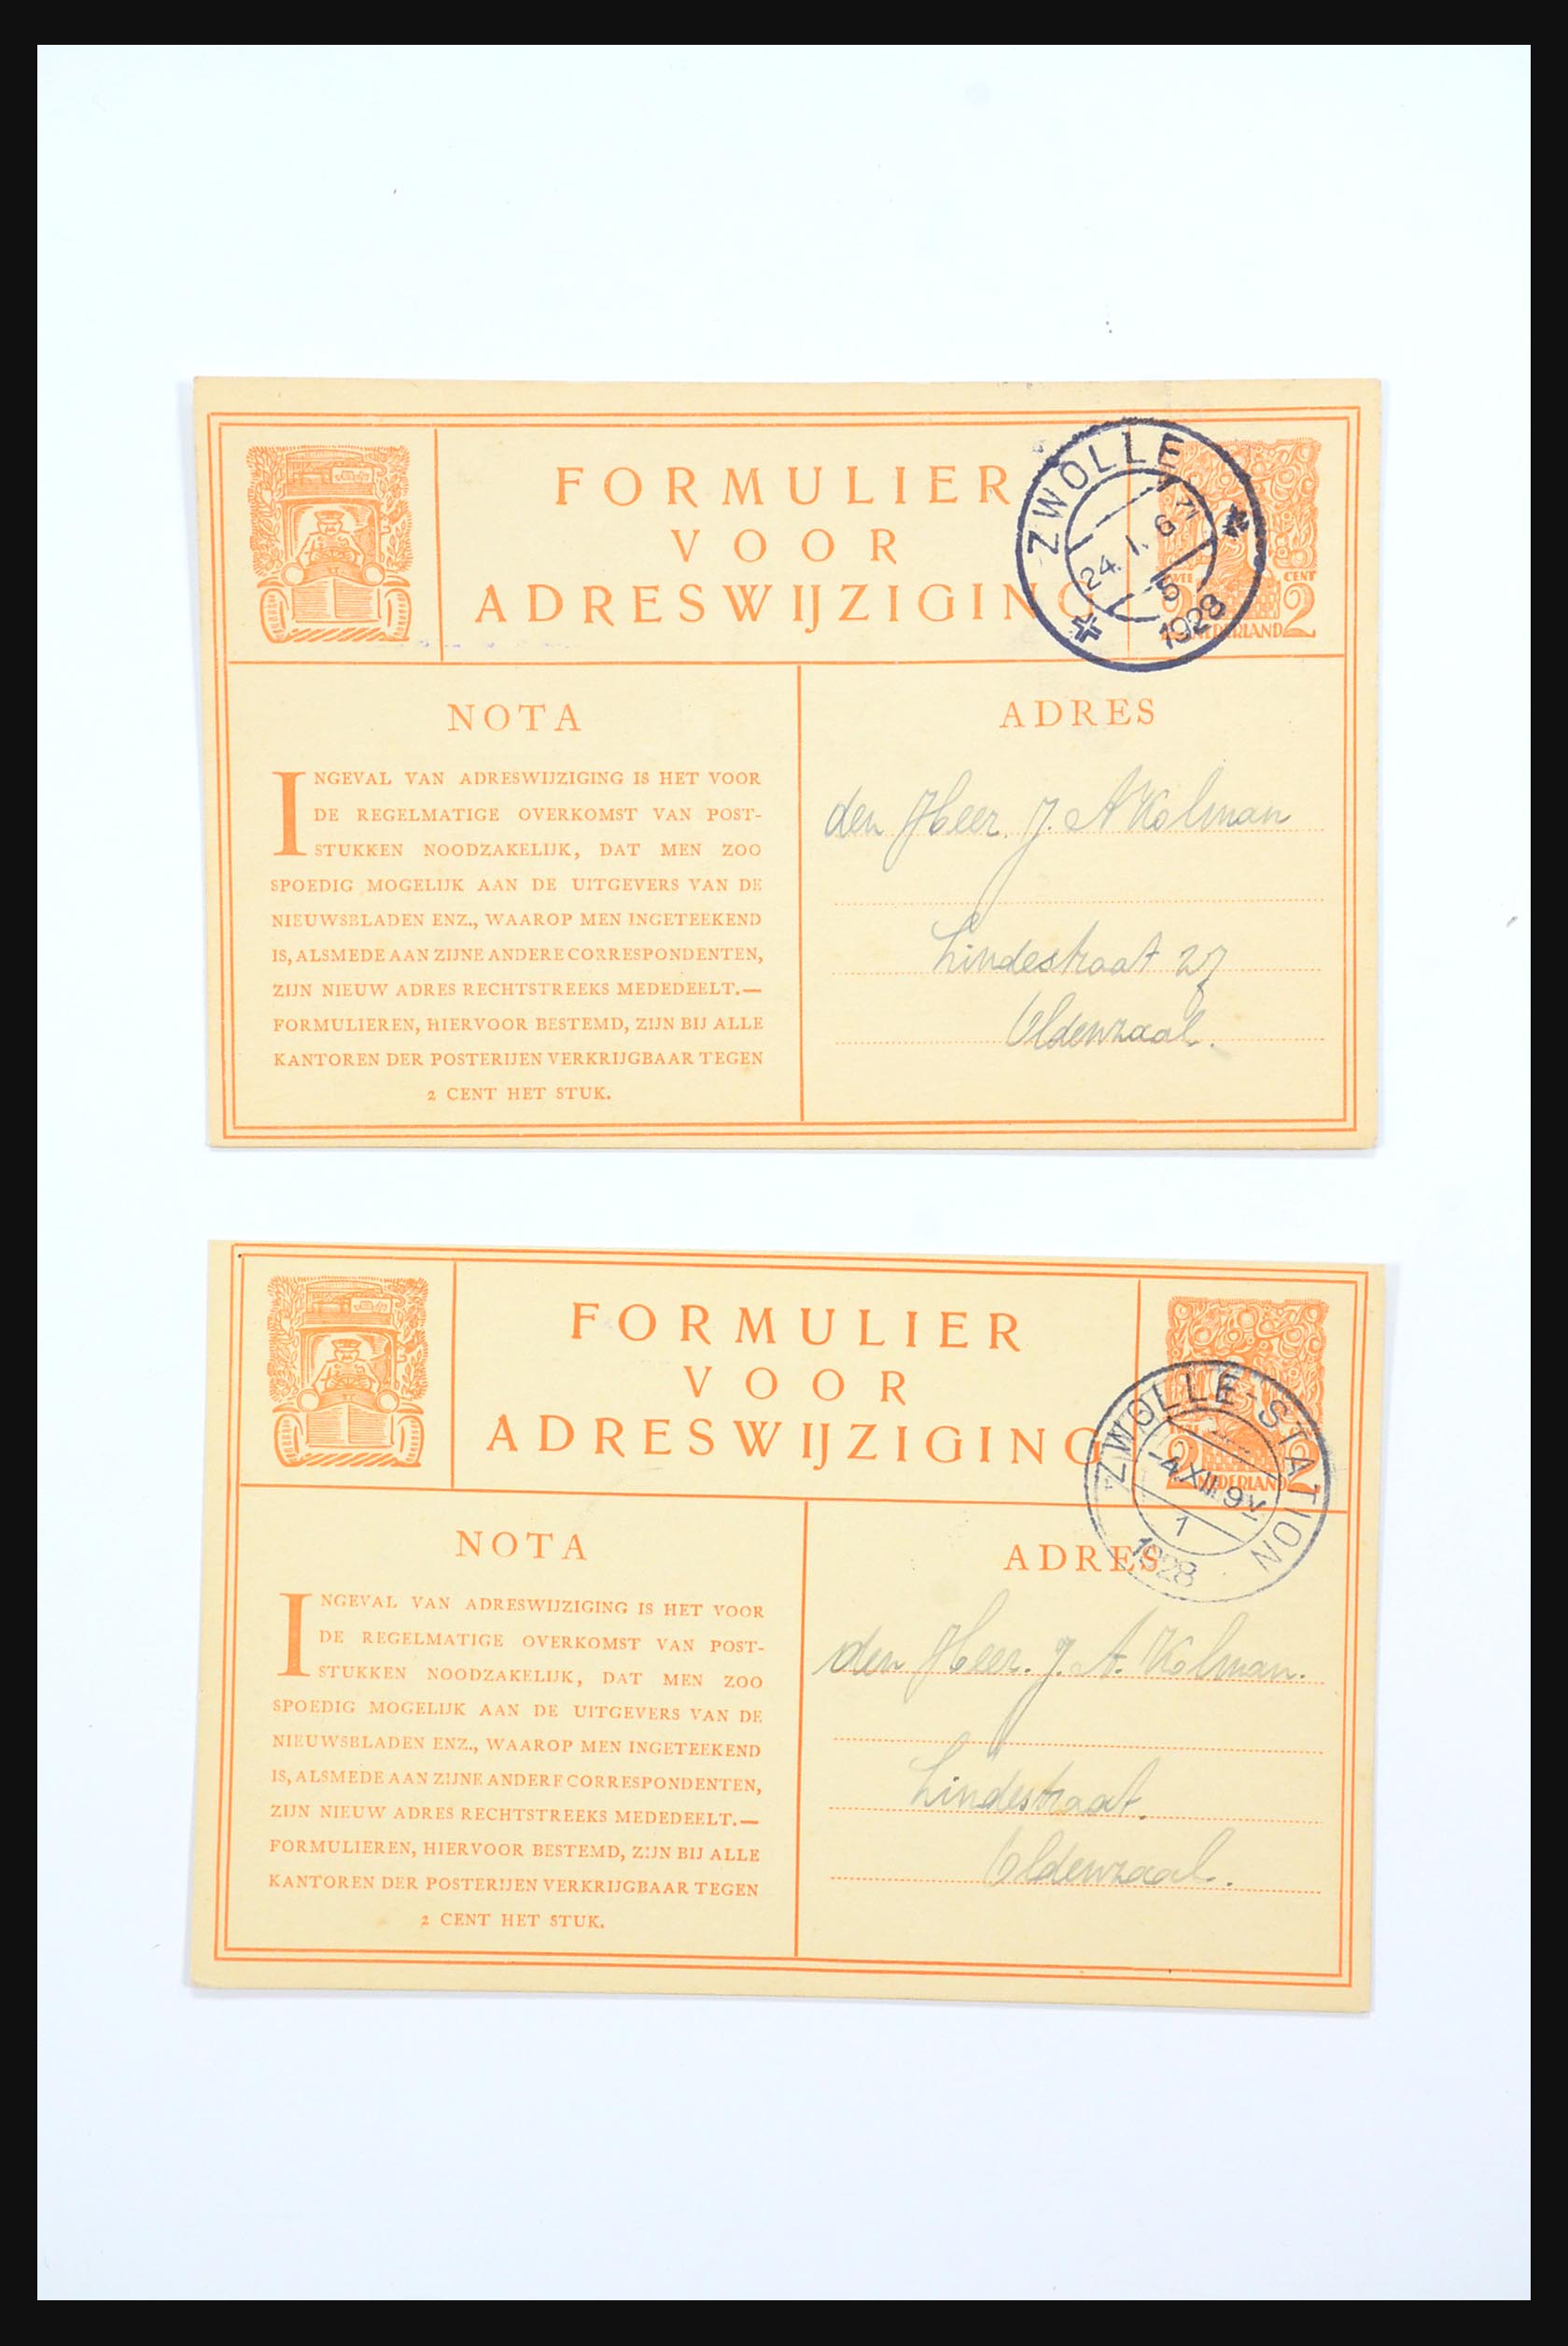 FORMULIER
VOOR
ADRESWIJZIGING
ZWOLLE
24. I. 6
5
1928
CENT
2
NEDERLAND
NOTA
INGEVAL VAN ADRESWIJZIGING IS HET VOOR
DE REGELMATIGE OVERKOMST VAN POST-
STUKKEN NOODZAKELIJK, DAT MEN ZOO
SPOEDIG MOGELIJK AAN DE UITGEVERS VAN DE
NIEUWSBLADEN ENZ., WAAROP MEN INGETEEKEND
IS, ALSMEDE AAN ZIJNE ANDERE CORRESPONDENTEN,
ZIJN NIEUW ADRES RECHTSTREEKS MEDEDEELT.—
FORMULIEREN, HIERVOOR BESTEMD, ZIJN BIJ ALLE
KANTOREN DER POSTERIJEN VERKRIJGBAAR TEGEN
2 CENT HET STUK.
ADRES
den Heer. J. A Kolman
Lindestraat 27
Oldenzaal.
FORMULIER
VOOR
ADRESWIJZIGING
ZWOLLE-STATION
-4.XII. 9V
1
1928
2 2
NEDERLAND
NOTA
INGEVAL VAN ADRESWIJZIGING IS HET VOOR
DE REGELMATIGE OVERKOMST VAN POST-
STUKKEN NOODZAKELIJK, DAT MEN ZOO
SPOEDIG MOGELIJK AAN DE UITGEVERS VAN DE
NIEUWSBLADEN ENZ., WAAROP MEN INGETEEKEND
IS, ALSMEDE AAN ZIJNE ANDERE CORRESPONDENTEN,
ZIJN NIEUW ADRES RECHTSTREEKS MEDEDEELT.—
FORMULIEREN, HIERVOOR BESTEMD, ZIJN BIJ ALLE
KANTOREN DER POSTERIJEN VERKRIJGBAAR TEGEN
2 CENT HET STUK.
ADRES
den Heer. J. A. Kolman.
Lindestraat.
Oldenzaal.